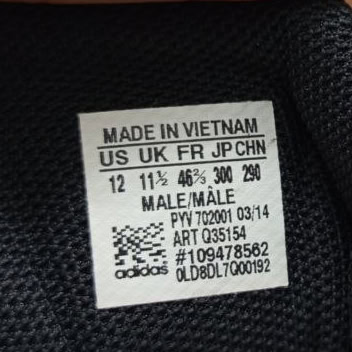 MADE IN VIETNAM
US UK FR JP CHN
12 11½ 46⅔ 300 290
MALE/MÂLE
PYV 702001 03/14
ART Q35154
#109478562
adidas 0LD8DL7Q00192